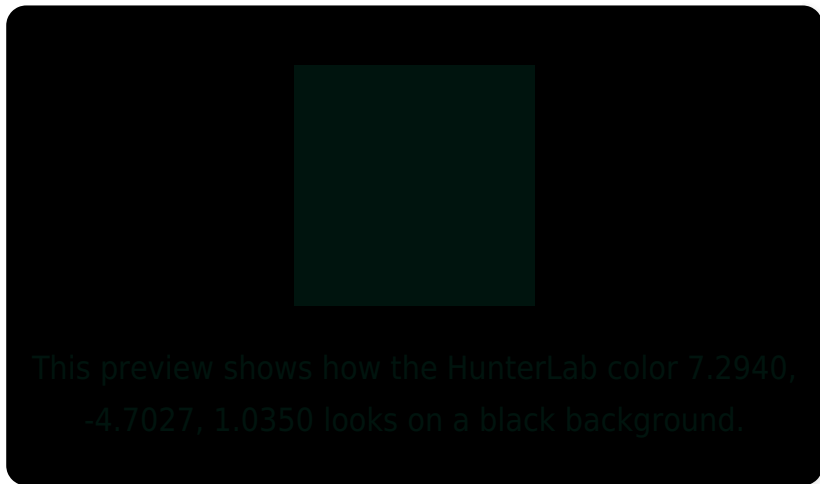 This preview shows how the HunterLab color 7.2940,
-4.7027, 1.0350 looks on a black background.